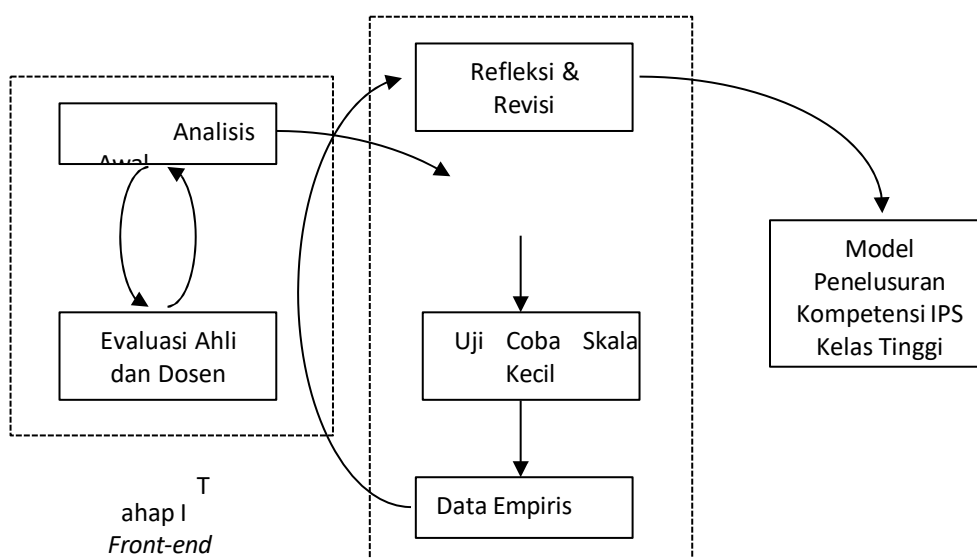 Refleksi &
Revisi
Analisis
Awal
Model
Penelusuran
Kompetensi IPS
Kelas Tinggi
Evaluasi Ahli
dan Dosen
Uji Coba Skala
Kecil
Data Empiris
T
ahap I
Front-end